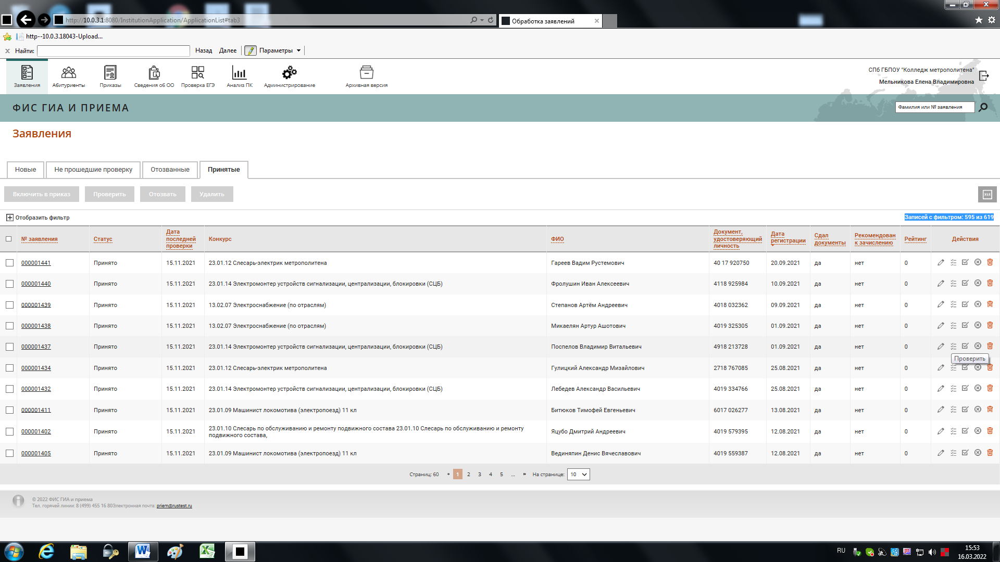 http://10.0.3.1:8080/InstitutionApplication/ApplicationList#tab3
Обработка заявлений
http--10.0.3.18043-Upload...
Найти: Назад Далее Параметры
Заявления Абитуриенты Приказы Сведения об ОО Проверка ЕГЭ Анализ ПК Администрирование Архивная версия
СПб ГБПОУ "Колледж метрополитена"
Мельникова Елена Владимировна
ФИС ГИА И ПРИЕМА
Фамилия или № заявления
Заявления
Новые Не прошедшие проверку Отозванные Принятые
Включить в приказ Проверить Отозвать Удалить XLS
Отобразить фильтр Записей с фильтром: 595 из 619
№ заявления Статус Дата последней проверки Конкурс ФИО Документ, удостоверяющий личность Дата регистрации Сдал документы Рекомендован к зачислению Рейтинг Действия
000001441 Принято 15.11.2021 23.01.12 Слесарь-электрик метрополитена Гареев Вадим Рустемович 40 17 920750 20.09.2021 да нет 0
000001440 Принято 15.11.2021 23.01.14 Электромонтер устройств сигнализации, централизации, блокировки (СЦБ) Фролушин Иван Алексеевич 4118 925984 10.09.2021 да нет 0
000001439 Принято 15.11.2021 13.02.07 Электроснабжение (по отраслям) Степанов Артём Андреевич 4018 032362 09.09.2021 да нет 0
000001438 Принято 15.11.2021 13.02.07 Электроснабжение (по отраслям) Микаелян Артур Ашотович 4019 325305 01.09.2021 да нет 0
000001437 Принято 15.11.2021 23.01.14 Электромонтер устройств сигнализации, централизации, блокировки (СЦБ) Поспелов Владимир Витальевич 4918 213728 01.09.2021 да нет 0
Проверить
000001434 Принято 15.11.2021 23.01.12 Слесарь-электрик метрополитена Гулицкий Александр Мизайлович 2718 767085 25.08.2021 да нет 0
000001432 Принято 15.11.2021 23.01.14 Электромонтер устройств сигнализации, централизации, блокировки (СЦБ) Лебедев Александр Васильевич 4019 334766 25.08.2021 да нет 0
000001411 Принято 15.11.2021 23.01.09 Машинист локомотива (электропоезд) 11 кл Битюков Тимофей Евгеньевич 6017 026277 13.08.2021 да нет 0
000001402 Принято 15.11.2021 23.01.10 Слесарь по обслуживанию и ремонту подвижного состава 23.01.10 Слесарь по обслуживанию и ремонту подвижного состава, Яцубо Дмитрий Андреевич 4019 579395 12.08.2021 да нет 0
000001405 Принято 15.11.2021 23.01.09 Машинист локомотива (электропоезд) 11 кл Вединяпин Денис Вячеславович 4019 559387 12.08.2021 да нет 0
Страниц: 60 « 1 2 3 4 5 ... » На странице: 10
© 2022 ФИС ГИА и приема
Тел. горячей линии: 8 (499) 455 16 80Электронная почта: priem@rustest.ru
RU 15:53
16.03.2022